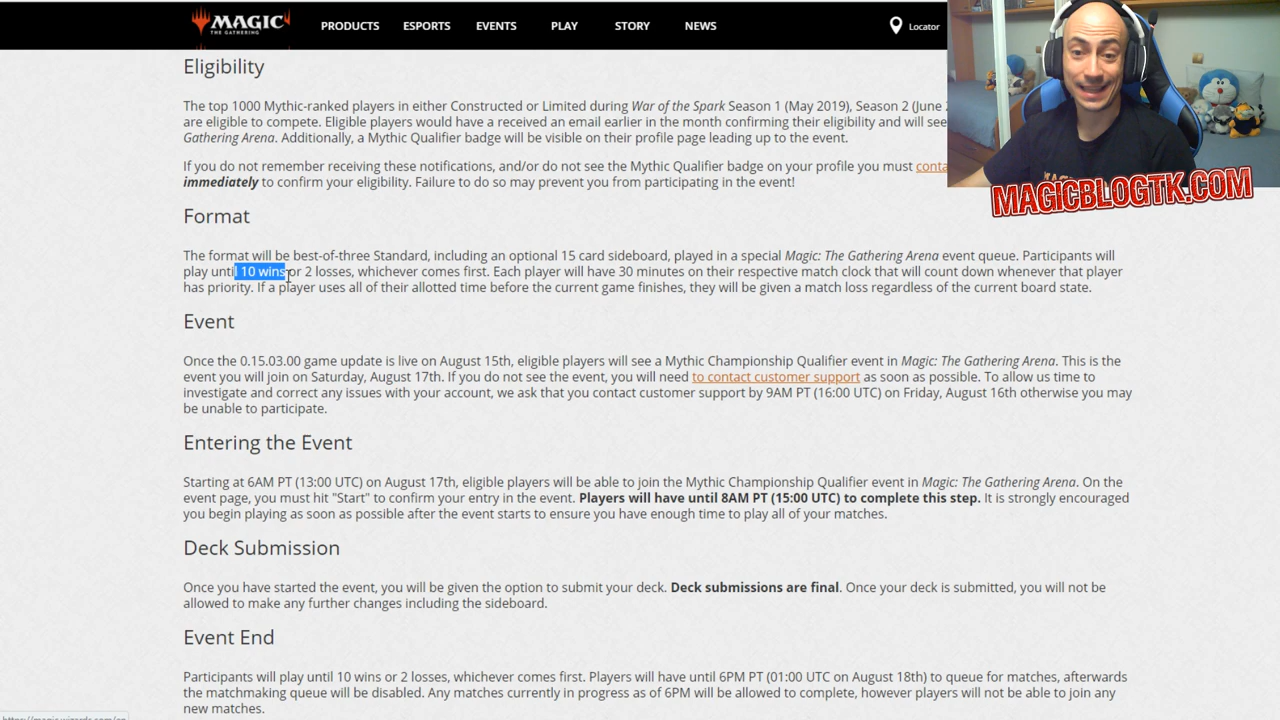 MAGIC
THE GATHERING
PRODUCTS ESPORTS EVENTS PLAY STORY NEWS
Locator
MAGICBLOGTK.COM
Eligibility
The top 1000 Mythic-ranked players in either Constructed or Limited during War of the Spark Season 1 (May 2019), Season 2 (June
are eligible to compete. Eligible players would have a received an email earlier in the month confirming their eligibility and will see
Gathering Arena. Additionally, a Mythic Qualifier badge will be visible on their profile page leading up to the event.
If you do not remember receiving these notifications, and/or do not see the Mythic Qualifier badge on your profile you must
immediately to confirm your eligibility. Failure to do so may prevent you from participating in the event!
Format
The format will be best-of-three Standard, including an optional 15 card sideboard, played in a special Magic: The Gathering Arena event queue. Participants will
play until 10 wins or 2 losses, whichever comes first. Each player will have 30 minutes on their respective match clock that will count down whenever that player
has priority. If a player uses all of their allotted time before the current game finishes, they will be given a match loss regardless of the current board state.
Event
Once the 0.15.03.00 game update is live on August 15th, eligible players will see a Mythic Championship Qualifier event in Magic: The Gathering Arena. This is the
event you will join on Saturday, August 17th. If you do not see the event, you will need to contact customer support as soon as possible. To allow us time to
investigate and correct any issues with your account, we ask that you contact customer support by 9AM PT (16:00 UTC) on Friday, August 16th otherwise you may
be unable to participate.
Entering the Event
Starting at 6AM PT (13:00 UTC) on August 17th, eligible players will be able to join the Mythic Championship Qualifier event in Magic: The Gathering Arena. On the
event page, you must hit "Start" to confirm your entry in the event. Players will have until 8AM PT (15:00 UTC) to complete this step. It is strongly encouraged
you begin playing as soon as possible after the event starts to ensure you have enough time to play all of your matches.
Deck Submission
Once you have started the event, you will be given the option to submit your deck. Deck submissions are final. Once your deck is submitted, you will not be
allowed to make any further changes including the sideboard.
Event End
Participants will play until 10 wins or 2 losses, whichever comes first. Players will have until 6PM PT (01:00 UTC on August 18th) to queue for matches, afterwards
the matchmaking queue will be disabled. Any matches currently in progress as of 6PM will be allowed to complete, however players will not be able to join any
new matches.